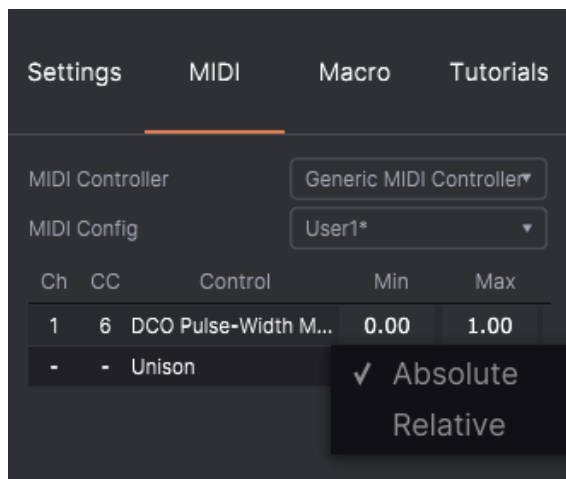 Settings MIDI Macro Tutorials
MIDI Controller Generic MIDI Controller
MIDI Config User1*
Ch CC Control Min Max
1 6 DCO Pulse-Width M... 0.00 1.00
- - Unison
✓ Absolute
Relative